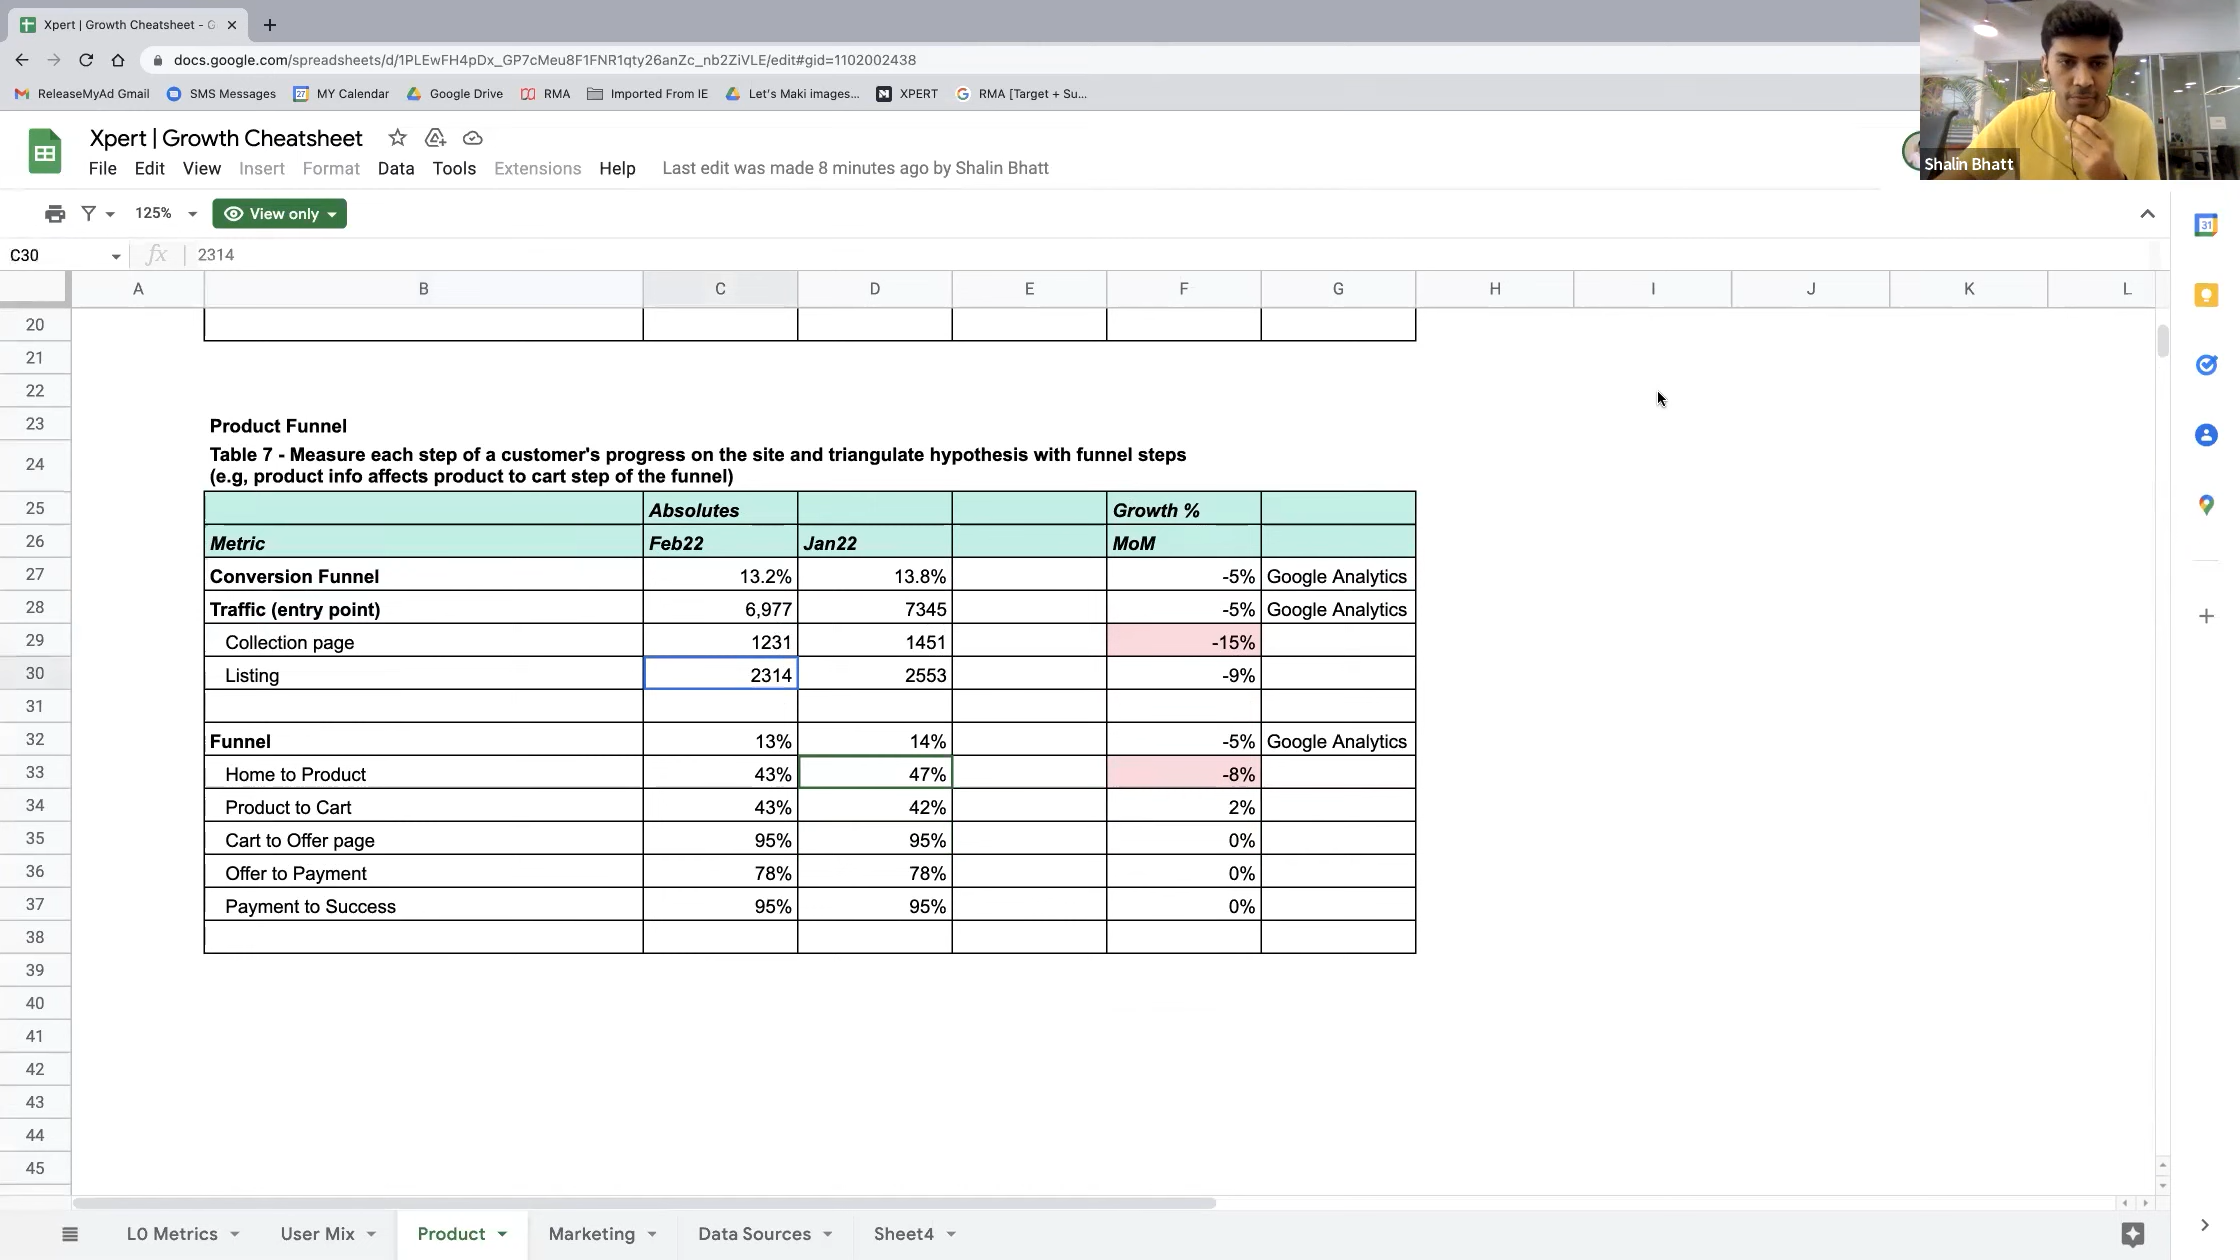 Xpert | Growth Cheatsheet - G
docs.google.com/spreadsheets/d/1PLEwFH4pDx_GP7cMeu8F1FNR1qty26anZc_nb2ZiVLE/edit#gid=1102002438
ReleaseMyAd Gmail SMS Messages 27 MY Calendar Google Drive RMA Imported From IE Let's Maki images... XPERT RMA [Target + Su...
Xpert | Growth Cheatsheet
File Edit View Insert Format Data Tools Extensions Help Last edit was made 8 minutes ago by Shalin Bhatt
Shalin Bhatt
125% View only
31
C30 fx 2314
A B C D E F G H I J K L
20
21
22
23 Product Funnel
24 Table 7 - Measure each step of a customer's progress on the site and triangulate hypothesis with funnel steps
(e.g, product info affects product to cart step of the funnel)
25 Absolutes Growth %
26 Metric Feb22 Jan22 MoM
27 Conversion Funnel 13.2% 13.8% -5% Google Analytics
28 Traffic (entry point) 6,977 7345 -5% Google Analytics
29 Collection page 1231 1451 -15%
30 Listing 2314 2553 -9%
31
32 Funnel 13% 14% -5% Google Analytics
33 Home to Product 43% 47% -8%
34 Product to Cart 43% 42% 2%
35 Cart to Offer page 95% 95% 0%
36 Offer to Payment 78% 78% 0%
37 Payment to Success 95% 95% 0%
38
39
40
41
42
43
44
45
L0 Metrics User Mix Product Marketing Data Sources Sheet4